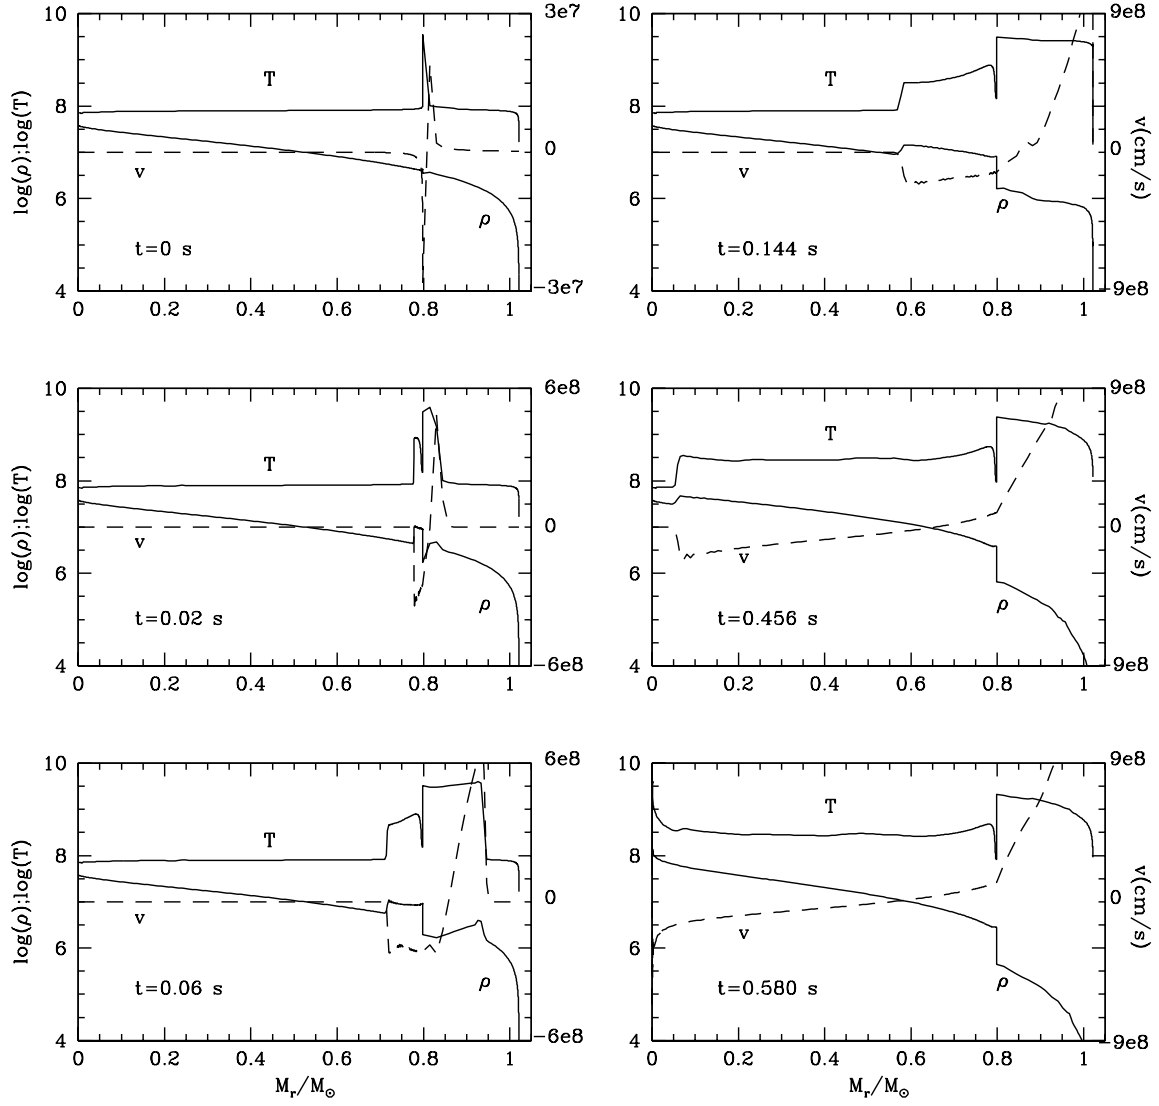 10
8
6
4
log(ρ);log(T)
3e7
0
−3e7
T
v
ρ
t=0 s
0 0.2 0.4 0.6 0.8 1
10
8
6
4
9e8
0
−9e8
v(cm/s)
T
ρ
t=0.144 s
0 0.2 0.4 0.6 0.8 1
10
8
6
4
log(ρ);log(T)
6e8
0
−6e8
T
v
ρ
t=0.02 s
0 0.2 0.4 0.6 0.8 1
10
8
6
4
9e8
0
−9e8
v(cm/s)
T
v
ρ
t=0.456 s
0 0.2 0.4 0.6 0.8 1
10
8
6
4
log(ρ);log(T)
6e8
0
−6e8
T
v
ρ
t=0.06 s
0 0.2 0.4 0.6 0.8 1
M_r/M_⊙
10
8
6
4
9e8
0
−9e8
v(cm/s)
T
v
ρ
t=0.580 s
0 0.2 0.4 0.6 0.8 1
M_r/M_⊙